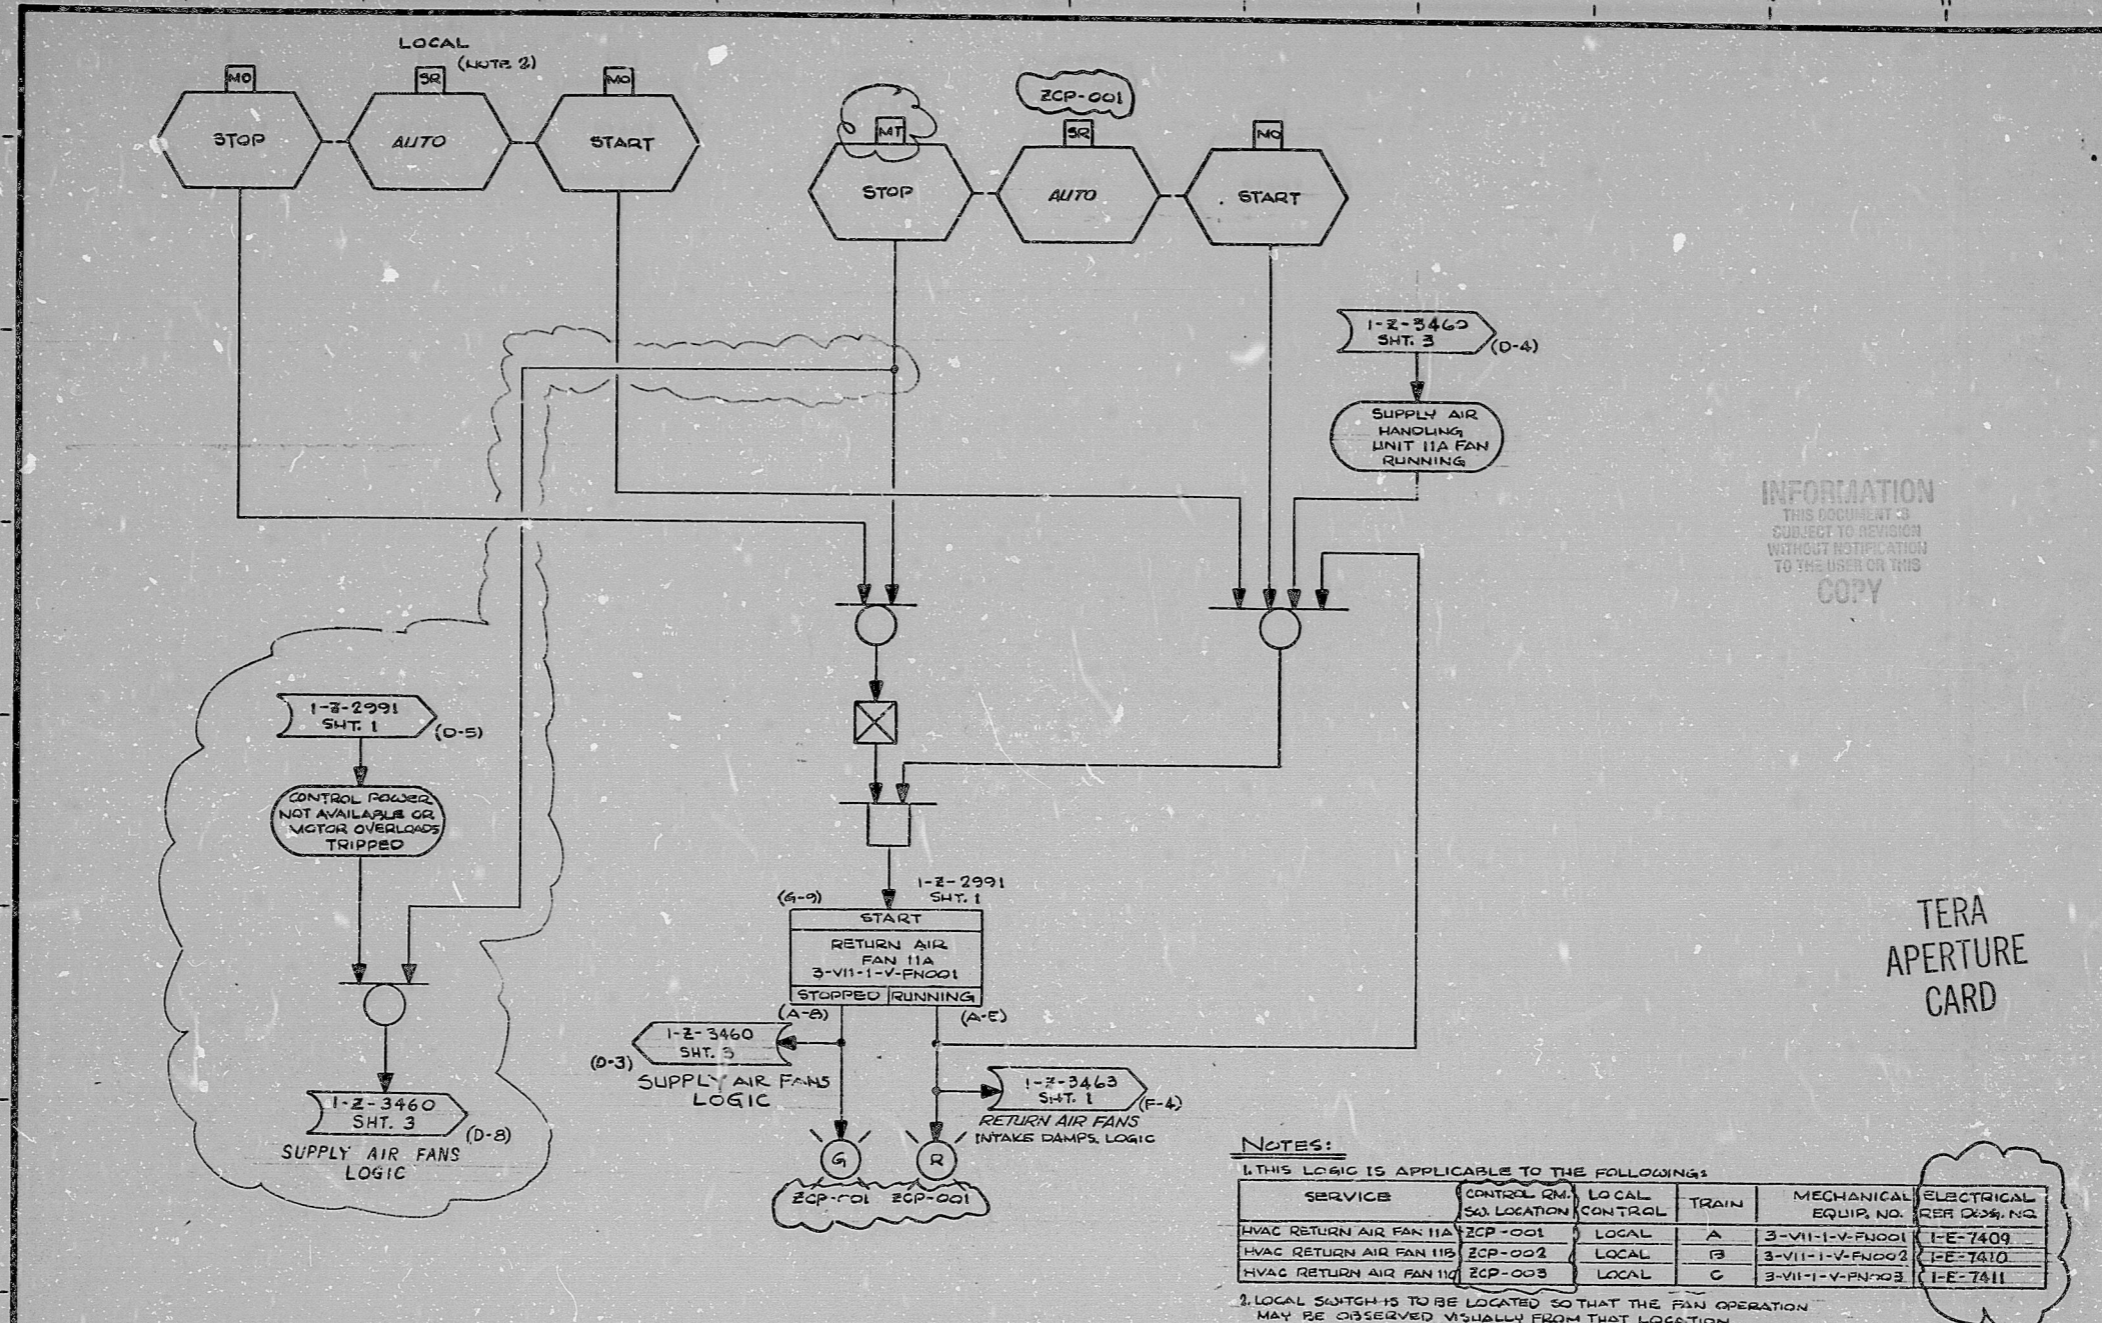 LOCAL
(NOTE 2)
MO
SR
MO
STOP
AUTO
START
ZCP-001
MT
SR
MO
STOP
AUTO
START
1-Z-3460
SHT. 3
(D-4)
SUPPLY AIR
HANDLING
UNIT 11A FAN
RUNNING
INFORMATION
THIS DOCUMENT IS
SUBJECT TO REVISION
WITHOUT NOTIFICATION
TO THE USER OR THIS
COPY
1-Z-2991
SHT. 1
(D-5)
CONTROL POWER
NOT AVAILABLE OR
MOTOR OVERLOADS
TRIPPED
1-Z-2991
SHT. 1
(G-9)
START
RETURN AIR
FAN 11A
3-V11-1-V-FN001
STOPPED RUNNING
(A-8)
(A-E)
TERA
APERTURE
CARD
1-Z-3460
SHT. 3
(D-3)
SUPPLY AIR FANS
LOGIC
1-Z-3463
SHT. 1
(F-4)
RETURN AIR FANS
INTAKE DAMPS. LOGIC
1-Z-3460
SHT. 3
(D-8)
SUPPLY AIR FANS
LOGIC
G
R
ZCP-001 ZCP-001
NOTES:
1. THIS LOGIC IS APPLICABLE TO THE FOLLOWING:
SERVICE CONTROL RM. SW. LOCATION LOCAL CONTROL TRAIN MECHANICAL EQUIP. NO. ELECTRICAL REF. DWG. NO.
HVAC RETURN AIR FAN 11A ZCP-001 LOCAL A 3-V11-1-V-FN001 1-E-7409
HVAC RETURN AIR FAN 11B ZCP-002 LOCAL B 3-V11-1-V-FN002 1-E-7410
HVAC RETURN AIR FAN 11C ZCP-003 LOCAL C 3-V11-1-V-FN003 1-E-7411
2. LOCAL SWITCH IS TO BE LOCATED SO THAT THE FAN OPERATION
MAY BE OBSERVED VISUALLY FROM THAT LOCATION